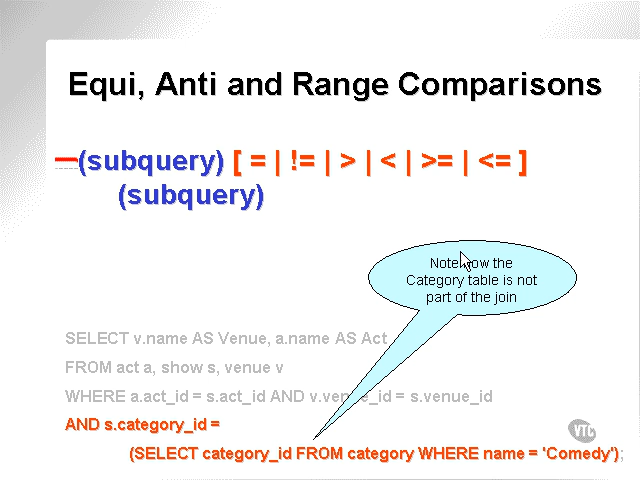 Equi, Anti and Range Comparisons
–(subquery) [ = | != | > | < | >= | <= ]
(subquery)
Note how the
Category table is not
part of the join
SELECT v.name AS Venue, a.name AS Act
FROM act a, show s, venue v
WHERE a.act_id = s.act_id AND v.venue_id = s.venue_id
AND s.category_id =
(SELECT category_id FROM category WHERE name = 'Comedy');
VTC